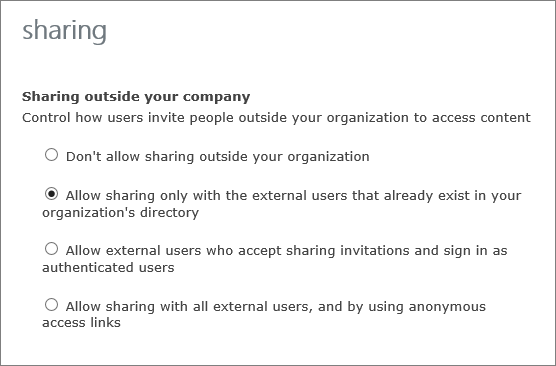 sharing
Sharing outside your company
Control how users invite people outside your organization to access content
Don't allow sharing outside your organization
Allow sharing only with the external users that already exist in your
organization's directory
Allow external users who accept sharing invitations and sign in as
authenticated users
Allow sharing with all external users, and by using anonymous
access links